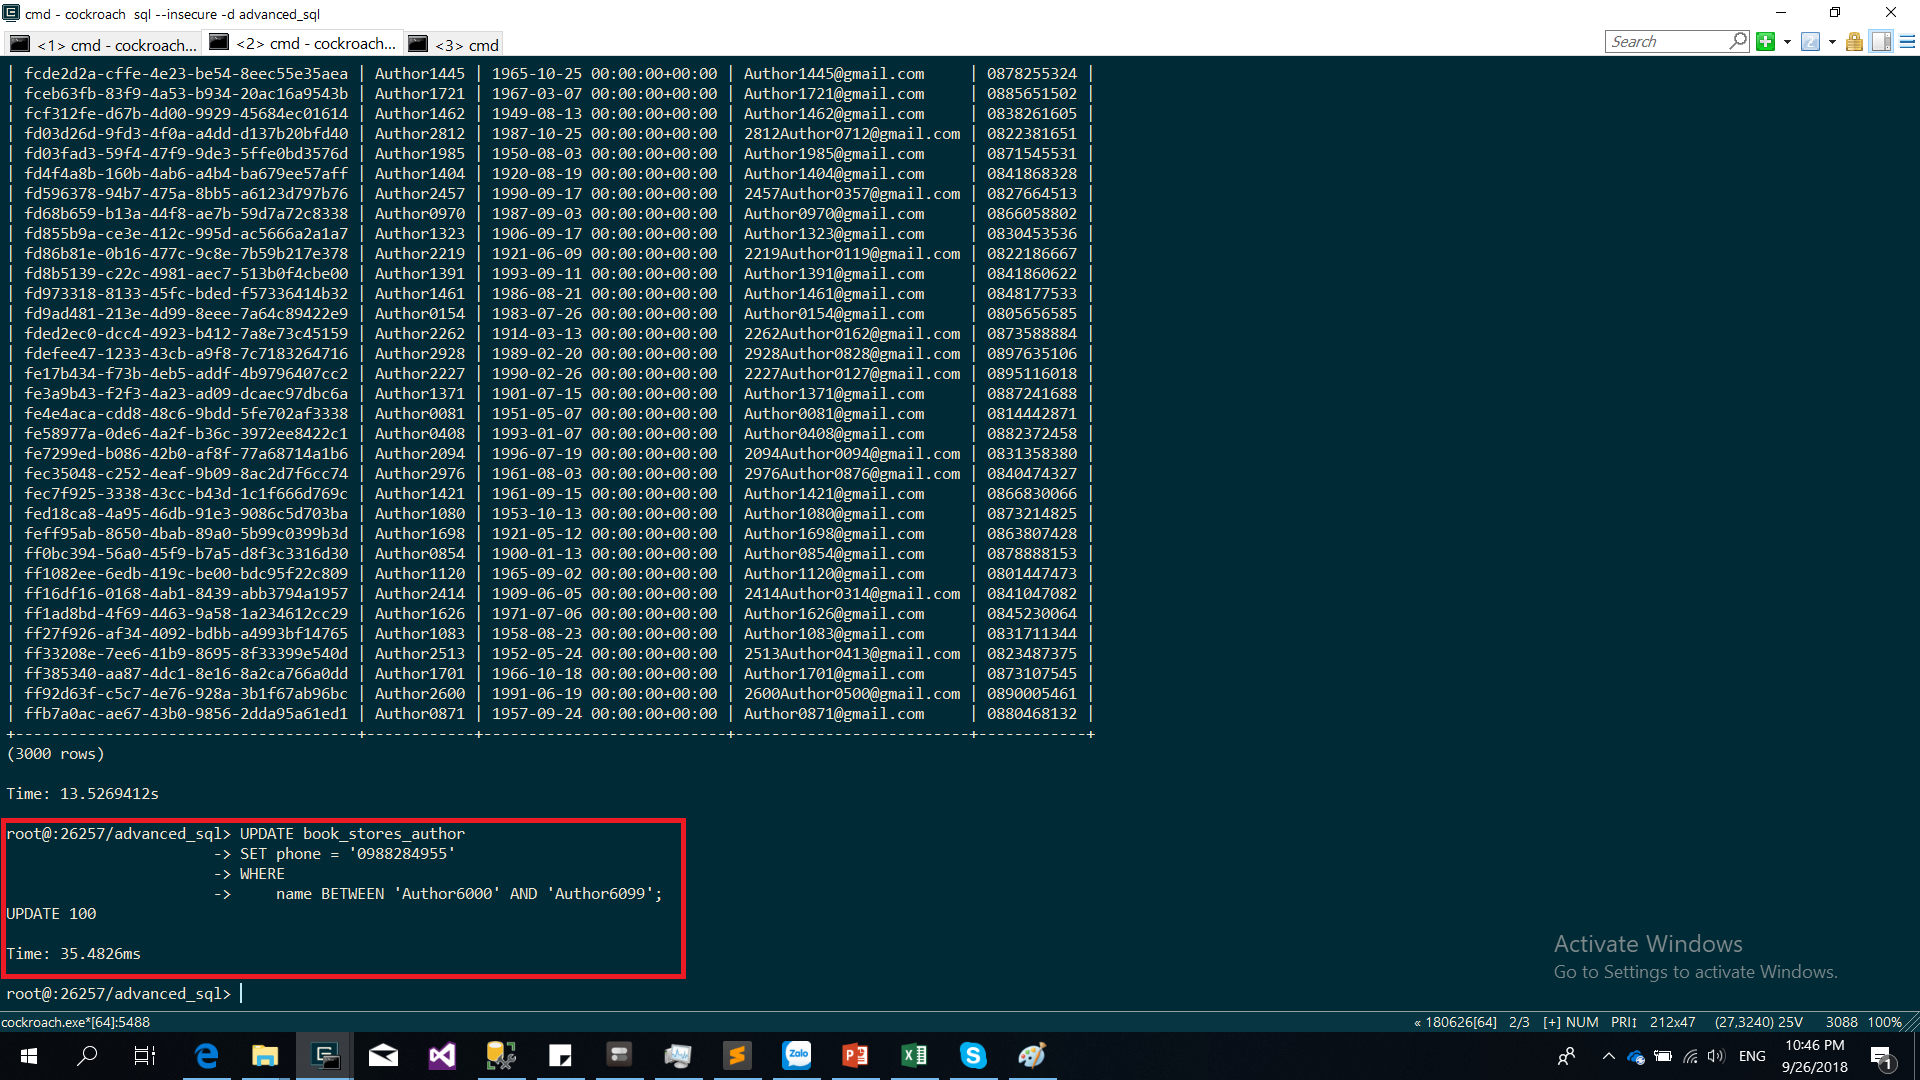 cmd - cockroach  sql --insecure -d advanced_sql
<1> cmd - cockroach... <2> cmd - cockroach... <3> cmd Search
| fcde2d2a-cffe-4e23-be54-8eec55e35aea | Author1445 | 1965-10-25 00:00:00+00:00 | Author1445@gmail.com | 0878255324 |
| fceb63fb-83f9-4a53-b934-20ac16a9543b | Author1721 | 1967-03-07 00:00:00+00:00 | Author1721@gmail.com | 0885651502 |
| fcf312fe-d67b-4d00-9929-45684ec01614 | Author1462 | 1949-08-13 00:00:00+00:00 | Author1462@gmail.com | 0838261605 |
| fd03d26d-9fd3-4f0a-a4dd-d137b20bfd40 | Author2812 | 1987-10-25 00:00:00+00:00 | 2812Author0712@gmail.com | 0822381651 |
| fd03fad3-59f4-47f9-9de3-5ffe0bd3576d | Author1985 | 1950-08-03 00:00:00+00:00 | Author1985@gmail.com | 0871545531 |
| fd4f4a8b-160b-4ab6-a4b4-ba679ee57aff | Author1404 | 1920-08-19 00:00:00+00:00 | Author1404@gmail.com | 0841868328 |
| fd596378-94b7-475a-8bb5-a6123d797b76 | Author2457 | 1990-09-17 00:00:00+00:00 | 2457Author0357@gmail.com | 0827664513 |
| fd68b659-b13a-44f8-ae7b-59d7a72c8338 | Author0970 | 1987-09-03 00:00:00+00:00 | Author0970@gmail.com | 0866058802 |
| fd855b9a-ce3e-412c-995d-ac5666a2a1a7 | Author1323 | 1906-09-17 00:00:00+00:00 | Author1323@gmail.com | 0830453536 |
| fd86b81e-0b16-477c-9c8e-7b59b217e378 | Author2219 | 1921-06-09 00:00:00+00:00 | 2219Author0119@gmail.com | 0822186667 |
| fd8b5139-c22c-4981-aec7-513b0f4cbe00 | Author1391 | 1993-09-11 00:00:00+00:00 | Author1391@gmail.com | 0841860622 |
| fd973318-8133-45fc-bded-f57336414b32 | Author1461 | 1986-08-21 00:00:00+00:00 | Author1461@gmail.com | 0848177533 |
| fd9ad481-213e-4d99-8eee-7a64c89422e9 | Author0154 | 1983-07-26 00:00:00+00:00 | Author0154@gmail.com | 0805656585 |
| fded2ec0-dcc4-4923-b412-7a8e73c45159 | Author2262 | 1914-03-13 00:00:00+00:00 | 2262Author0162@gmail.com | 0873588884 |
| fdefee47-1233-43cb-a9f8-7c7183264716 | Author2928 | 1989-02-20 00:00:00+00:00 | 2928Author0828@gmail.com | 0897635106 |
| fe17b434-f73b-4eb5-addf-4b9796407cc2 | Author2227 | 1990-02-26 00:00:00+00:00 | 2227Author0127@gmail.com | 0895116018 |
| fe3a9b43-f2f3-4a23-ad09-dcaec97dbc6a | Author1371 | 1901-07-15 00:00:00+00:00 | Author1371@gmail.com | 0887241688 |
| fe4e4aca-cdd8-48c6-9bdd-5fe702af3338 | Author0081 | 1951-05-07 00:00:00+00:00 | Author0081@gmail.com | 0814442871 |
| fe58977a-0de6-4a2f-b36c-3972ee8422c1 | Author0408 | 1993-01-07 00:00:00+00:00 | Author0408@gmail.com | 0882372458 |
| fe7299ed-b086-42b0-af8f-77a68714a1b6 | Author2094 | 1996-07-19 00:00:00+00:00 | 2094Author0094@gmail.com | 0831358380 |
| fec35048-c252-4eaf-9b09-8ac2d7f6cc74 | Author2976 | 1961-08-03 00:00:00+00:00 | 2976Author0876@gmail.com | 0840474327 |
| fec7f925-3338-43cc-b43d-1c1f666d769c | Author1421 | 1961-09-15 00:00:00+00:00 | Author1421@gmail.com | 0866830066 |
| fed18ca8-4a95-46db-91e3-9086c5d703ba | Author1080 | 1953-10-13 00:00:00+00:00 | Author1080@gmail.com | 0873214825 |
| feff95ab-8650-4bab-89a0-5b99c0399b3d | Author1698 | 1921-05-12 00:00:00+00:00 | Author1698@gmail.com | 0863807428 |
| ff0bc394-56a0-45f9-b7a5-d8f3c3316d30 | Author0854 | 1900-01-13 00:00:00+00:00 | Author0854@gmail.com | 0878888153 |
| ff1082ee-6edb-419c-be00-bdc95f22c809 | Author1120 | 1965-09-02 00:00:00+00:00 | Author1120@gmail.com | 0801447473 |
| ff16df16-0168-4ab1-8439-abb3794a1957 | Author2414 | 1909-06-05 00:00:00+00:00 | 2414Author0314@gmail.com | 0841047082 |
| ff1ad8bd-4f69-4463-9a58-1a234612cc29 | Author1626 | 1971-07-06 00:00:00+00:00 | Author1626@gmail.com | 0845230064 |
| ff27f926-af34-4092-bdbb-a4993bf14765 | Author1083 | 1958-08-23 00:00:00+00:00 | Author1083@gmail.com | 0831711344 |
| ff33208e-7ee6-41b9-8695-8f33399e540d | Author2513 | 1952-05-24 00:00:00+00:00 | 2513Author0413@gmail.com | 0823487375 |
| ff385340-aa87-4dc1-8e16-8a2ca766a0dd | Author1701 | 1966-10-18 00:00:00+00:00 | Author1701@gmail.com | 0873107545 |
| ff92d63f-c5c7-4e76-928a-3b1f67ab96bc | Author2600 | 1991-06-19 00:00:00+00:00 | 2600Author0500@gmail.com | 0890005461 |
| ffb7a0ac-ae67-43b0-9856-2dda95a61ed1 | Author0871 | 1957-09-24 00:00:00+00:00 | Author0871@gmail.com | 0880468132 |
+--------------------------------------+------------+---------------------------+--------------------------+------------+
(3000 rows)
Time: 13.5269412s
root@:26257/advanced_sql> UPDATE book_stores_author
-> SET phone = '0988284955'
-> WHERE
-> name BETWEEN 'Author6000' AND 'Author6099';
UPDATE 100
Time: 35.4826ms
root@:26257/advanced_sql>
Activate Windows
Go to Settings to activate Windows.
cockroach.exe*[64]:5488 « 180626[64] 2/3 [+] NUM PRI↕ 212x47 (27,3240) 25V 3088 100%
Zalo ENG 10:46 PM
9/26/2018 1